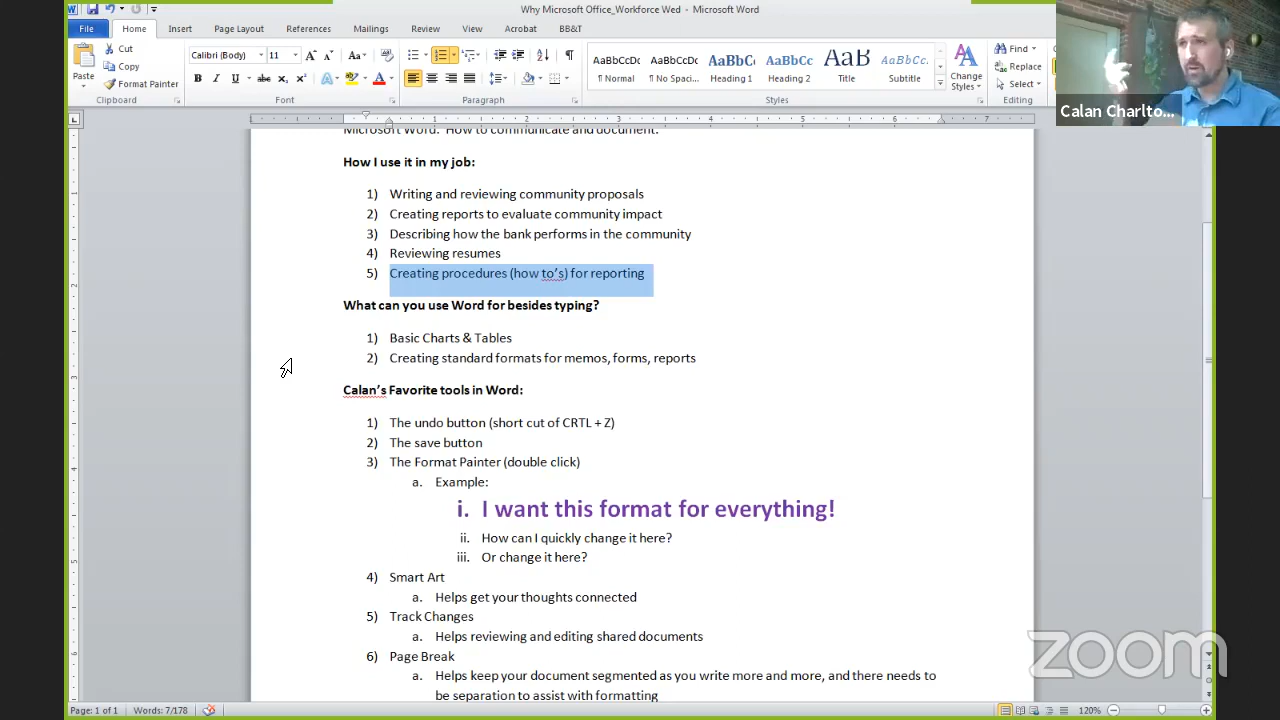 Why Microsoft Office_Workforce Wed - Microsoft Word
File Home Insert Page Layout References Mailings Review View Acrobat BB&T
Paste
Cut
Copy
Format Painter
Clipboard
Calibri (Body) 11
Font
Paragraph
AaBbCcDc AaBbCcDc AaBbC AaBbCc AaB AaBbCc.
¶ Normal ¶ No Spaci... Heading 1 Heading 2 Title Subtitle
Styles
Change Styles
Find
Replace
Select
Editing
Calan Charlto...
Microsoft Word: How to communicate and document.
How I use it in my job:
1) Writing and reviewing community proposals
2) Creating reports to evaluate community impact
3) Describing how the bank performs in the community
4) Reviewing resumes
5) Creating procedures (how to's) for reporting
What can you use Word for besides typing?
1) Basic Charts & Tables
2) Creating standard formats for memos, forms, reports
Calan's Favorite tools in Word:
1) The undo button (short cut of CRTL + Z)
2) The save button
3) The Format Painter (double click)
a. Example:
i. I want this format for everything!
ii. How can I quickly change it here?
iii. Or change it here?
4) Smart Art
a. Helps get your thoughts connected
5) Track Changes
a. Helps reviewing and editing shared documents
6) Page Break
a. Helps keep your document segmented as you write more and more, and there needs to
be separation to assist with formatting
zoom
Page: 1 of 1 Words: 7/178 120%